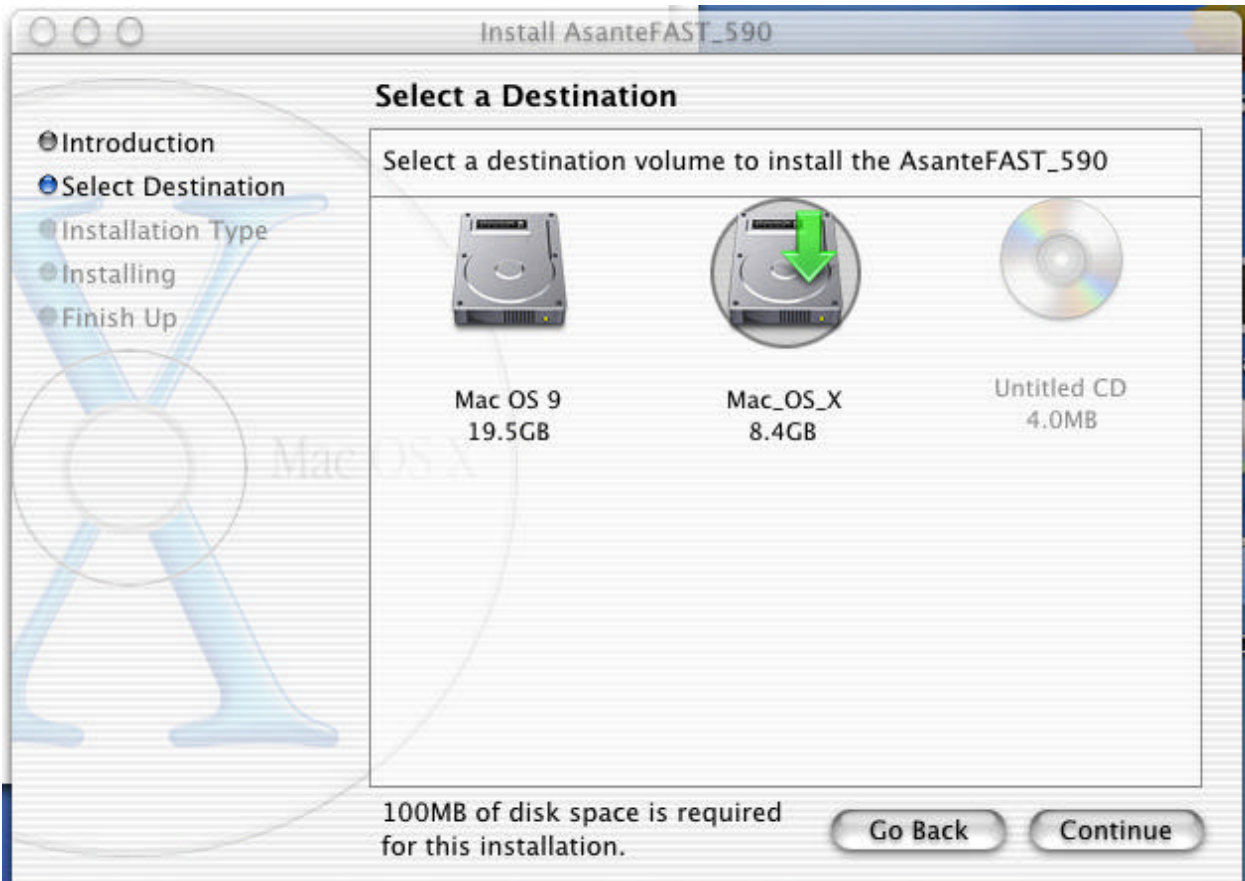 Install AsanteFAST_590
Select a Destination
Introduction
Select Destination
Installation Type
Installing
Finish Up
Mac OS X
Select a destination volume to install the AsanteFAST_590
Mac OS 9
19.5GB
Mac_OS_X
8.4GB
Untitled CD
4.0MB
100MB of disk space is required
for this installation.
Go Back
Continue